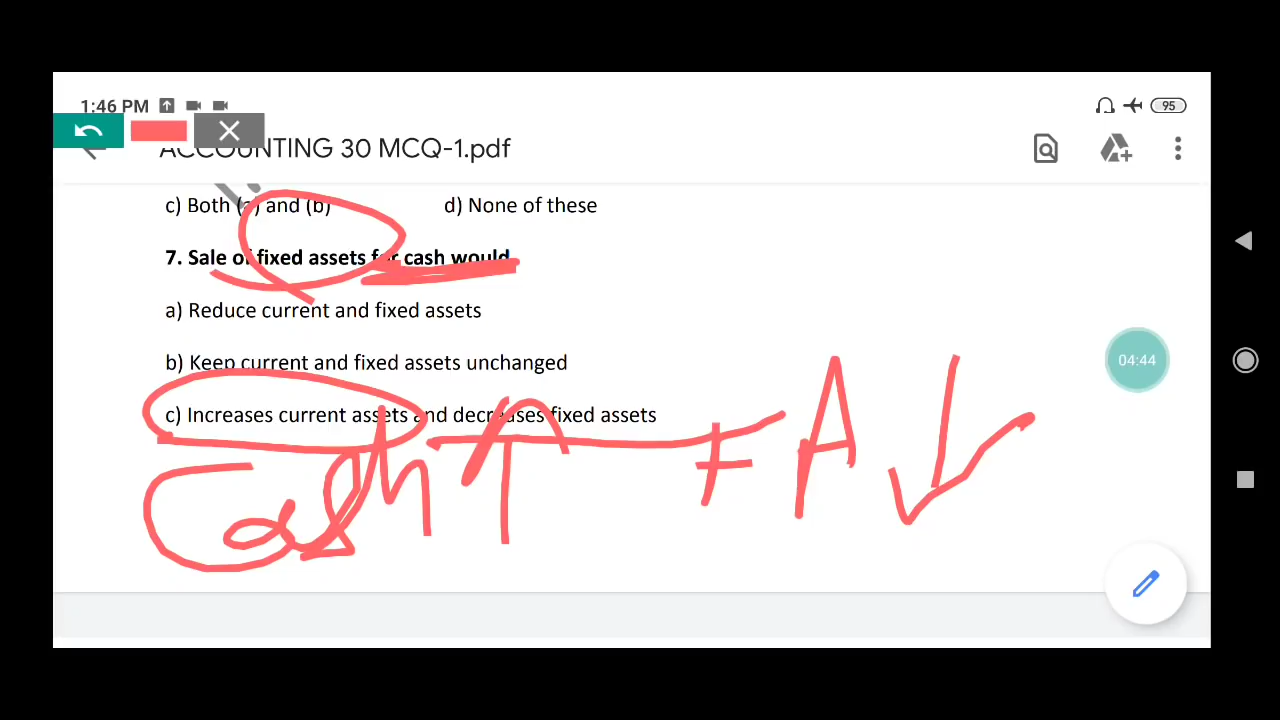 1:46 PM 95
ACCOUNTING 30 MCQ-1.pdf
c) Both (a) and (b) d) None of these
7. Sale of fixed assets for cash would
a) Reduce current and fixed assets
b) Keep current and fixed assets unchanged
04:44
c) Increases current assets and decreases fixed assets
Cash ↑ FA ↓